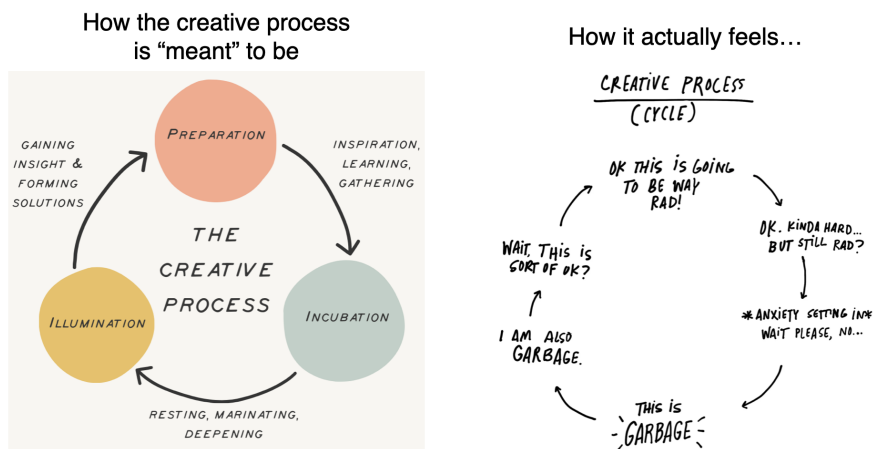 How the creative process
is “meant” to be
PREPARATION
GAINING
INSIGHT &
FORMING
SOLUTIONS
INSPIRATION,
LEARNING,
GATHERING
THE
CREATIVE
PROCESS
ILLUMINATION
INCUBATION
RESTING, MARINATING,
DEEPENING
How it actually feels…
CREATIVE PROCESS
(CYCLE)
OK THIS IS GOING
TO BE WAY
RAD!
OK. KINDA HARD...
BUT STILL RAD?
*ANXIETY SETTING IN*
WAIT PLEASE, NO...
THIS IS
GARBAGE
I AM ALSO
GARBAGE.
WAIT, THIS IS
SORT OF OK?